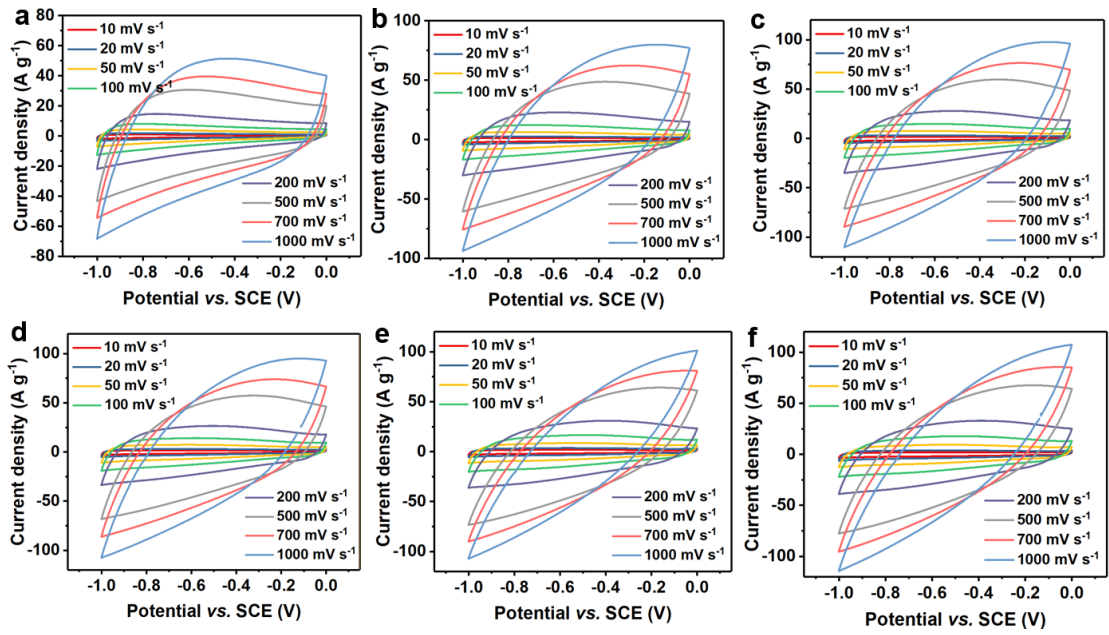 a
10 mV s-1
20 mV s-1
50 mV s-1
100 mV s-1
200 mV s-1
500 mV s-1
700 mV s-1
1000 mV s-1
80
60
40
20
0
-20
-40
-60
-80
-1.0 -0.8 -0.6 -0.4 -0.2 0.0
Current density (A g-1)
Potential vs. SCE (V)
b
10 mV s-1
20 mV s-1
50 mV s-1
100 mV s-1
200 mV s-1
500 mV s-1
700 mV s-1
1000 mV s-1
100
50
0
-50
-100
-1.0 -0.8 -0.6 -0.4 -0.2 0.0
Current density (A g-1)
Potential vs. SCE (V)
c
10 mV s-1
20 mV s-1
50 mV s-1
100 mV s-1
200 mV s-1
500 mV s-1
700 mV s-1
1000 mV s-1
100
50
0
-50
-100
-1.0 -0.8 -0.6 -0.4 -0.2 0.0
Current density (A g-1)
Potential vs. SCE (V)
d
10 mV s-1
20 mV s-1
50 mV s-1
100 mV s-1
200 mV s-1
500 mV s-1
700 mV s-1
1000 mV s-1
100
50
0
-50
-100
-1.0 -0.8 -0.6 -0.4 -0.2 0.0
Current density (A g-1)
Potential vs. SCE (V)
e
10 mV s-1
20 mV s-1
50 mV s-1
100 mV s-1
200 mV s-1
500 mV s-1
700 mV s-1
1000 mV s-1
100
50
0
-50
-100
-1.0 -0.8 -0.6 -0.4 -0.2 0.0
Current density (A g-1)
Potential vs. SCE (V)
f
10 mV s-1
20 mV s-1
50 mV s-1
100 mV s-1
200 mV s-1
500 mV s-1
700 mV s-1
1000 mV s-1
100
50
0
-50
-100
-1.0 -0.8 -0.6 -0.4 -0.2 0.0
Current density (A g-1)
Potential vs. SCE (V)